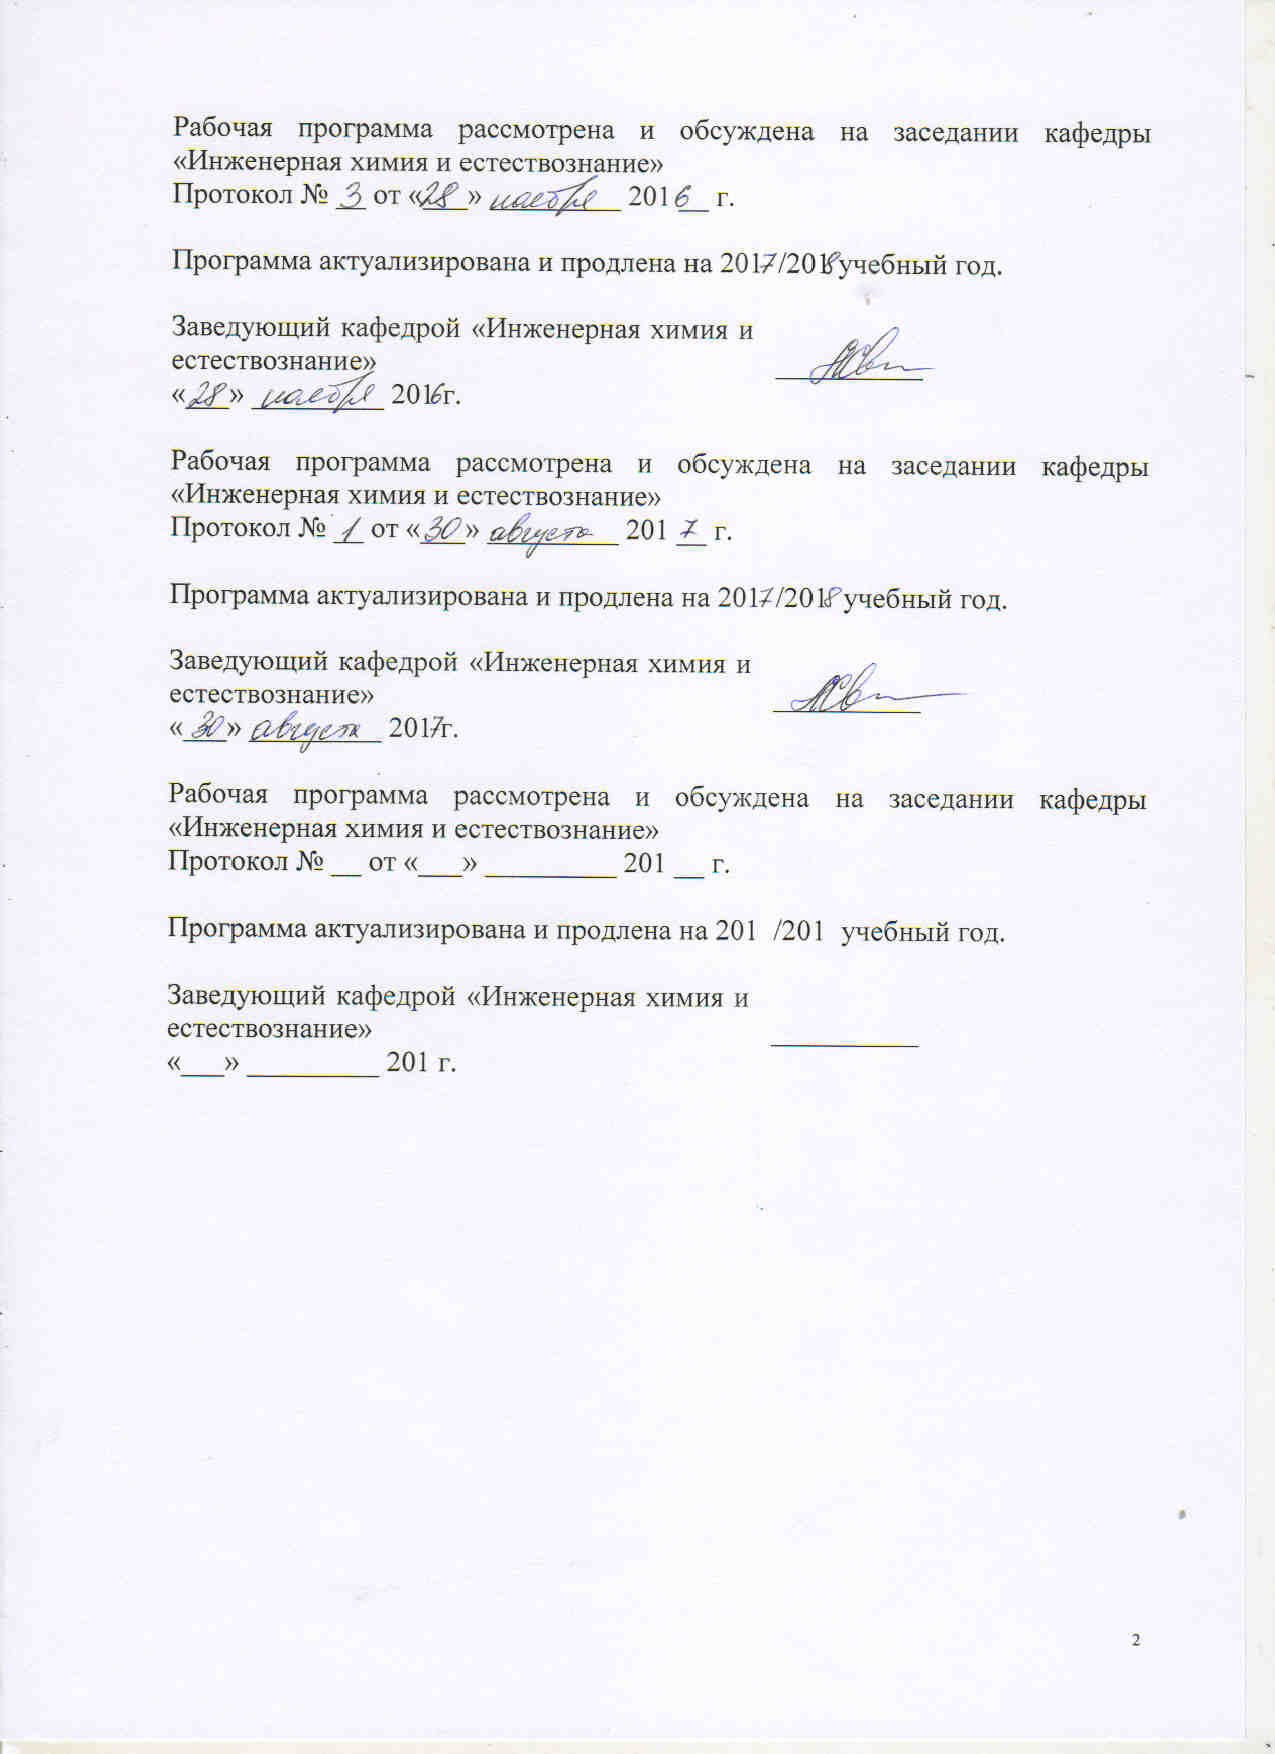 Рабочая программа рассмотрена и обсуждена на заседании кафедры
«Инженерная химия и естествознание»
Протокол № 3 от «28» ноября 2016 г.
Программа актуализирована и продлена на 2017/2018 учебный год.
Заведующий кафедрой «Инженерная химия и
естествознание»
«28» ноября 2016г.
Рабочая программа рассмотрена и обсуждена на заседании кафедры
«Инженерная химия и естествознание»
Протокол № 1 от «30» августа 2017 г.
Программа актуализирована и продлена на 2017/2018 учебный год.
Заведующий кафедрой «Инженерная химия и
естествознание»
«30» августа 2017г.
Рабочая программа рассмотрена и обсуждена на заседании кафедры
«Инженерная химия и естествознание»
Протокол № __ от «___» _________ 201 __ г.
Программа актуализирована и продлена на 201 /201 учебный год.
Заведующий кафедрой «Инженерная химия и
естествознание» __________
«___» _________ 201 г.
2